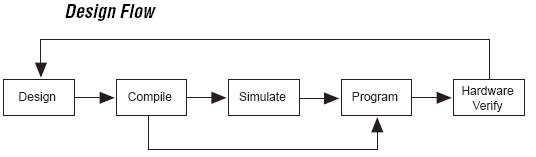 Design Flow
Design
Compile
Simulate
Program
Hardware
Verify